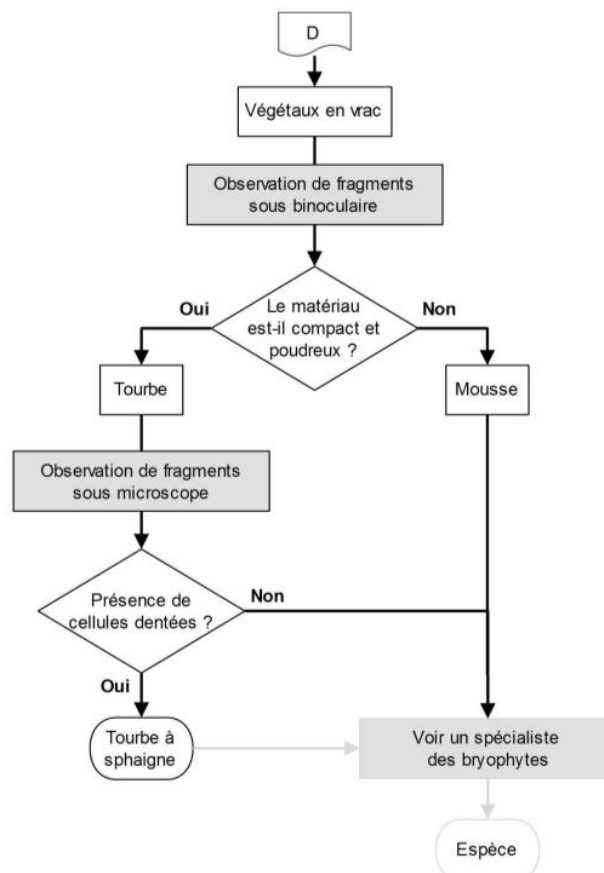 D
Végétaux en vrac
Observation de fragments
sous binoculaire
Le matériau
est-il compact et
poudreux ?
Oui
Non
Tourbe
Mousse
Observation de fragments
sous microscope
Présence de
cellules dentées ?
Non
Oui
Tourbe à
sphaigne
Voir un spécialiste
des bryophytes
Espèce